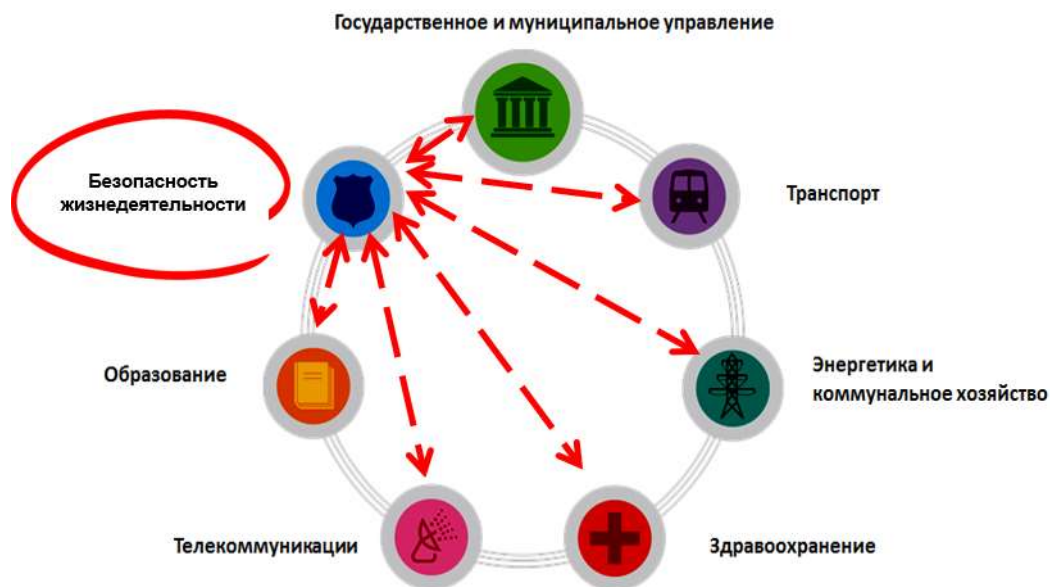 Государственное и муниципальное управление
Безопасность
жизнедеятельности
Транспорт
Образование
Энергетика и
коммунальное хозяйство
Телекоммуникации
Здравоохранение